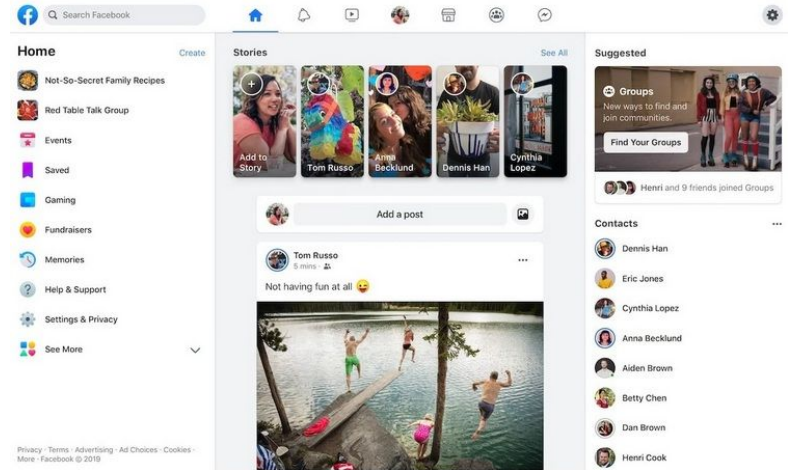 Search Facebook
Home
Create
Not-So-Secret Family Recipes
Red Table Talk Group
Events
Saved
Gaming
Fundraisers
Memories
Help & Support
Settings & Privacy
See More
Privacy · Terms · Advertising · Ad Choices · Cookies ·
More · Facebook © 2019
Stories
See All
Add to
Story
Tom Russo
Anna
Becklund
Dennis Han
Cynthia
Lopez
Add a post
Tom Russo
5 mins ·
Not having fun at all 😜
Suggested
Groups
New ways to find and
join communities.
Find Your Groups
Henri and 9 friends joined Groups
Contacts
Dennis Han
Eric Jones
Cynthia Lopez
Anna Becklund
Aiden Brown
Betty Chen
Dan Brown
Henri Cook